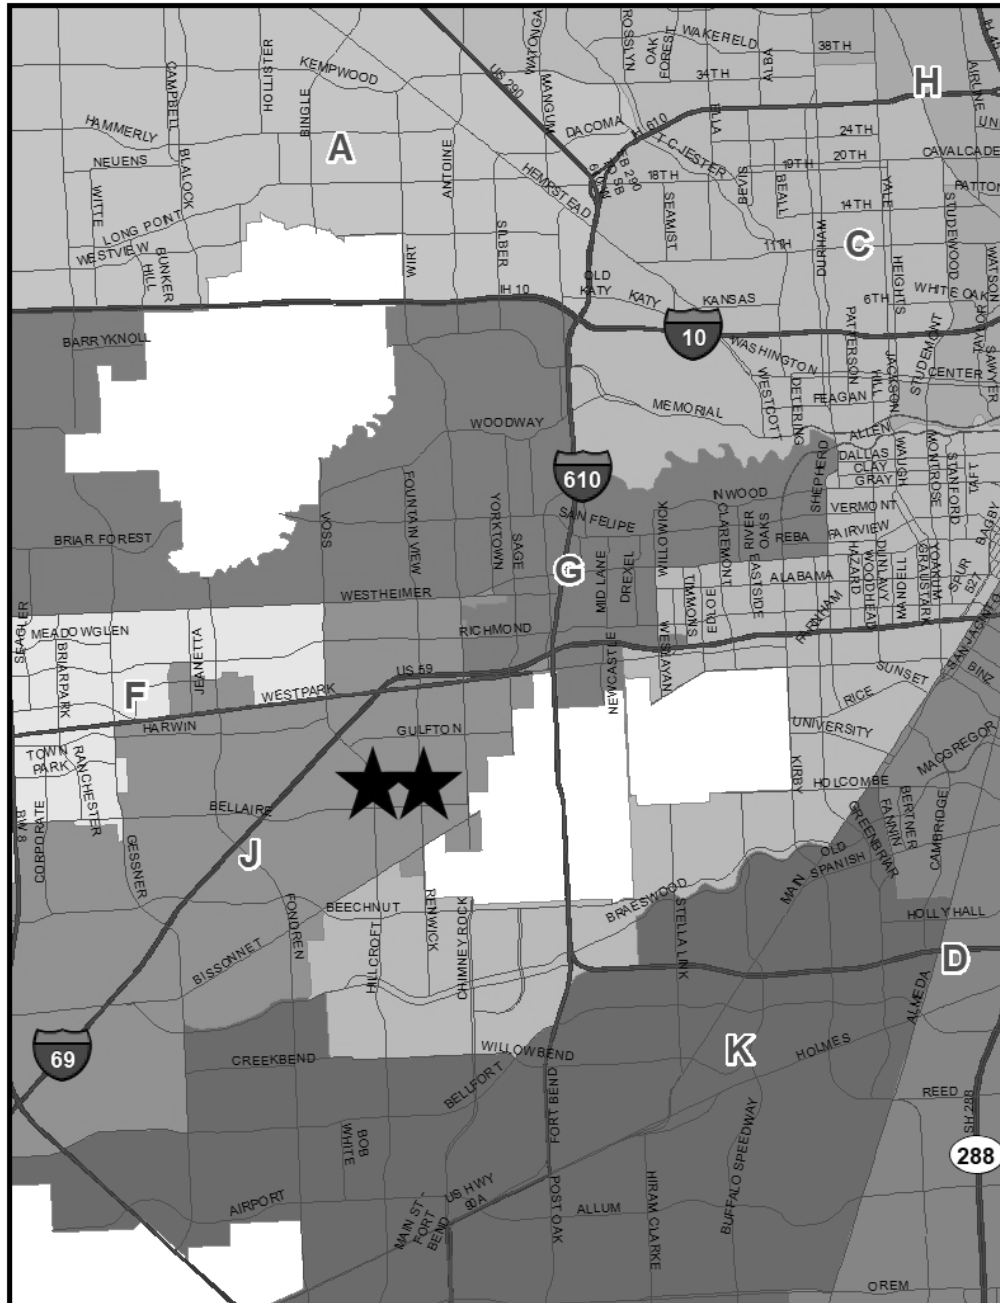 WATONGA
ROSSLYN
OAK
FOREST
WAKEFIELD
ALBA
38TH
HOLLISTER
KEMPWOOD
CAMPBELL
BINGLE
US 290
WANGUM
34TH
H
AIRLINE
HAMMERLY
A
DACOMA
IH 610
ELLA
T C JESTER
24TH
NEUENS
BLALOCK
ANTOINE
18TH
19TH
20TH
CAVALCADE
HEMPSTEAD
BEVIS
BEALL
YALE
PATTON
WITTE
LONG POINT
SEAMIST
14TH
STUDEWOOD
WESTVIEW
BUNKER
HILL
WIRT
SILBER
11TH
DURHAM
C
WATSON
OLD
KATY
IH 10
KATY
KANSAS
6TH
HEIGHTS
WHITE OAK
BARRYKNOLL
10
WASHINGTON
PATTERSON
JACKSON
HILL
STUDEMONT
TAYLOR
SAWYER
CENTER
WESTCOTT
DETERING
FEAGAN
MEMORIAL
WOODWAY
ALLEN
610
SHEPHERD
DALLAS
CLAY
GRAY
WAUGH
MONTROSE
STANFORD
TAFT
FOUNTAIN VIEW
YORKTOWN
SAGE
INWOOD
VERMONT
BAGBY
VOSS
SAN FELIPE
WILLOWICK
CLAREMONT
RIVER
OAKS
REBA
FAIRVIEW
BRIAR FOREST
G
MID LANE
DREXEL
EASTSIDE
ALABAMA
HAZARD
WOODHEAD
DUNLAVY
MANDELL
GRAUSTARK
YOAKUM
SPUR
527
WESTHEIMER
TIMMONS
EDLOE
SEAGLER
MEADOWGLEN
BRIARPARK
JEANETTA
RICHMOND
WESLAYAN
FARNHAM
SAN JACINTO
F
US 59
WESTPARK
NEWCASTLE
SUNSET
BINZ
RICE
HARWIN
GULFTON
UNIVERSITY
MACGREGOR
TOWN
PARK
RANCHESTER
KIRBY
HOLCOMBE
BW 8
CORPORATE
BELLAIRE
GREENBRIAR
FANNIN
BERTNER
CAMBRIDGE
J
GESSNER
OLD
SPANISH
MAIN
FONDREN
BEECHNUT
RENWICK
BRAESWOOD
HILLCROFT
CHIMNEY ROCK
STELLA LINK
HOLLY HALL
BISSONNET
D
ALMEDA
69
CREEKBEND
WILLOWBEND
K
HOLMES
BELLFORT
FORT BEND
REED
SH 288
BOB
WHITE
BUFFALO SPEEDWAY
288
AIRPORT
US HWY
90A
MAIN ST -
FORT
BEND
POST OAK
ALLUM
HIRAM CLARKE
OREM